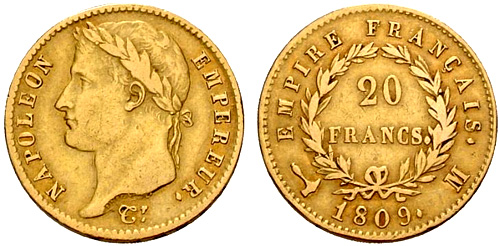 NAPOLEON EMPEREUR.
EMPIRE FRANÇAIS.
20
FRANCS.
M
1809.